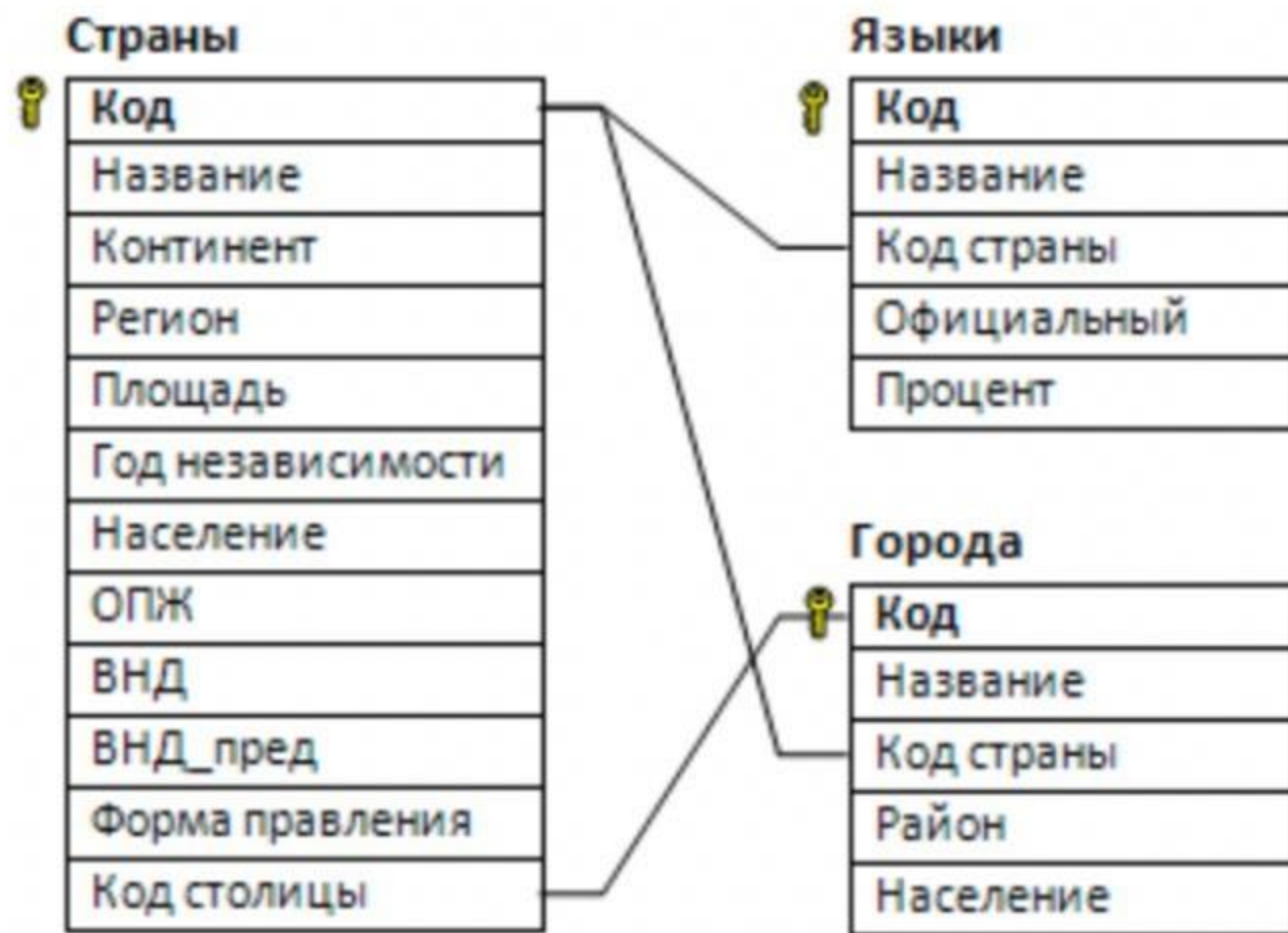 Страны
Код
Название
Континент
Регион
Площадь
Год независимости
Население
ОПЖ
ВНД
ВНД_пред
Форма правления
Код столицы
Языки
Код
Название
Код страны
Официальный
Процент
Города
Код
Название
Код страны
Район
Население